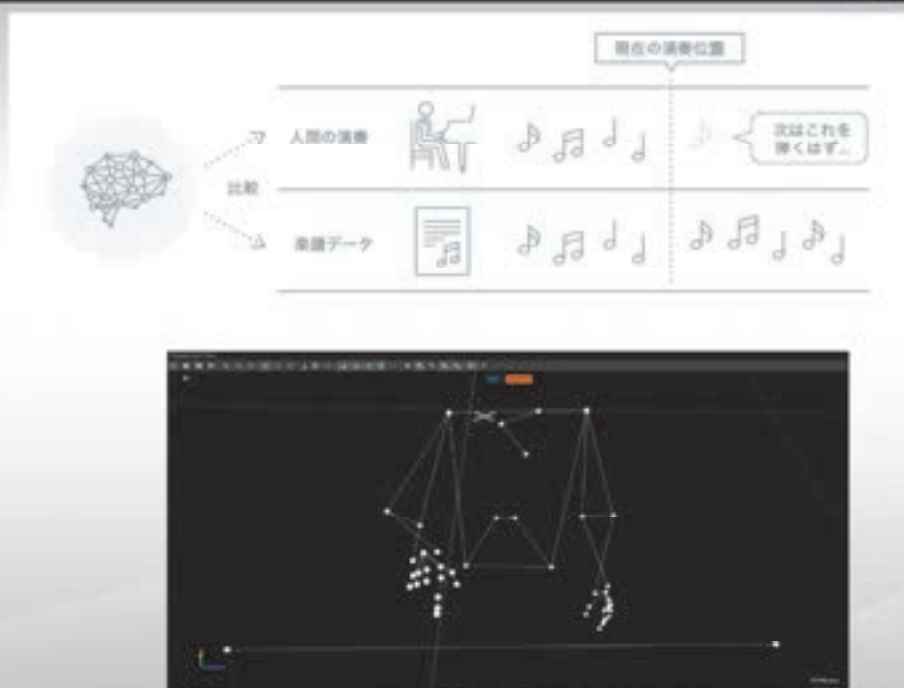 現在の演奏位置
人間の演奏
次はこれを
弾くはず…
比較
楽譜データ